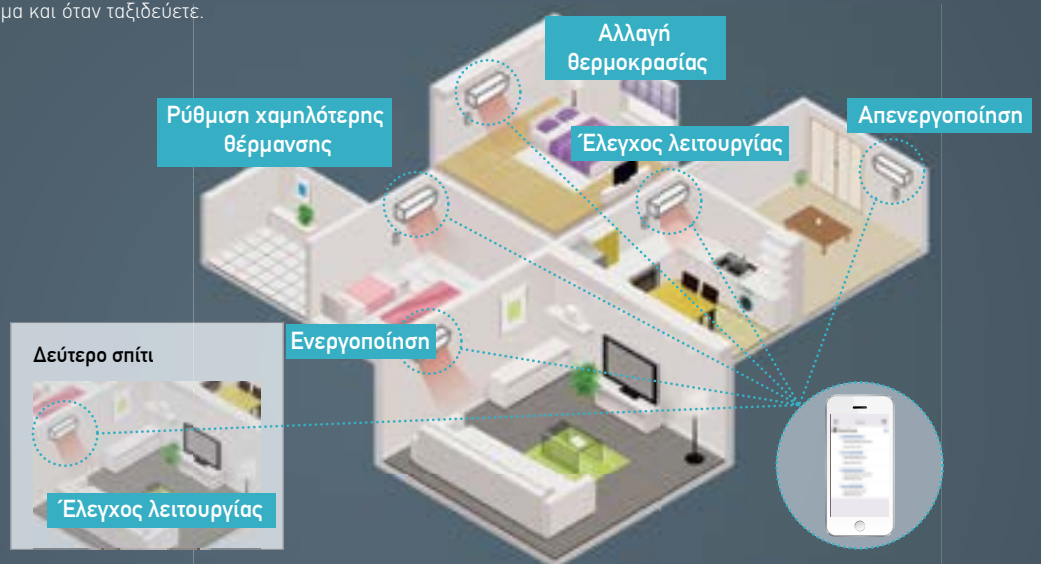 μα και όταν ταξιδεύετε.
Αλλαγή
θερμοκρασίας
Ρύθμιση χαμηλότερης
θέρμανσης
Απενεργοποίηση
Έλεγχος λειτουργίας
Ενεργοποίηση
Δεύτερο σπίτι
Έλεγχος λειτουργίας